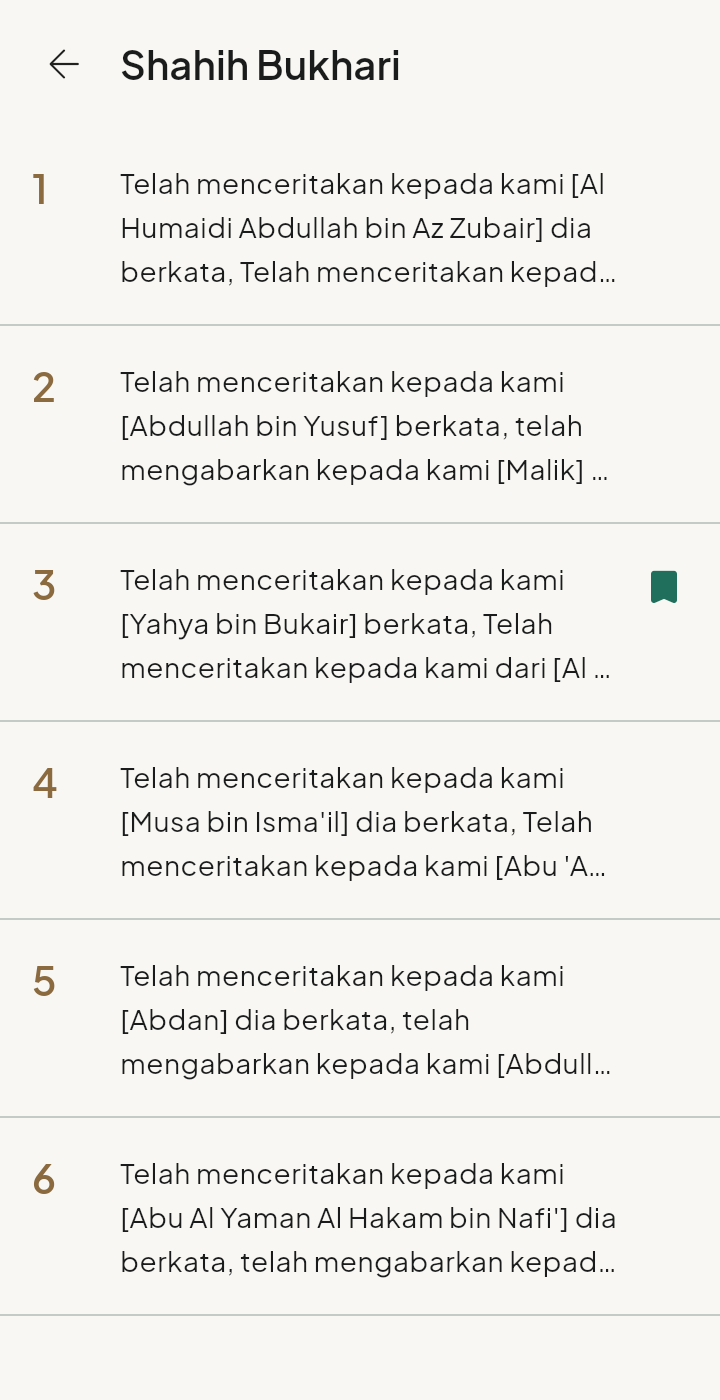 Shahih Bukhari
1
Telah menceritakan kepada kami [Al
Humaidi Abdullah bin Az Zubair] dia
berkata, Telah menceritakan kepad...
2
Telah menceritakan kepada kami
[Abdullah bin Yusuf] berkata, telah
mengabarkan kepada kami [Malik] ...
3
Telah menceritakan kepada kami
[Yahya bin Bukair] berkata, Telah
menceritakan kepada kami dari [Al ...
4
Telah menceritakan kepada kami
[Musa bin Isma'il] dia berkata, Telah
menceritakan kepada kami [Abu 'A...
5
Telah menceritakan kepada kami
[Abdan] dia berkata, telah
mengabarkan kepada kami [Abdull...
6
Telah menceritakan kepada kami
[Abu Al Yaman Al Hakam bin Nafi'] dia
berkata, telah mengabarkan kepad...